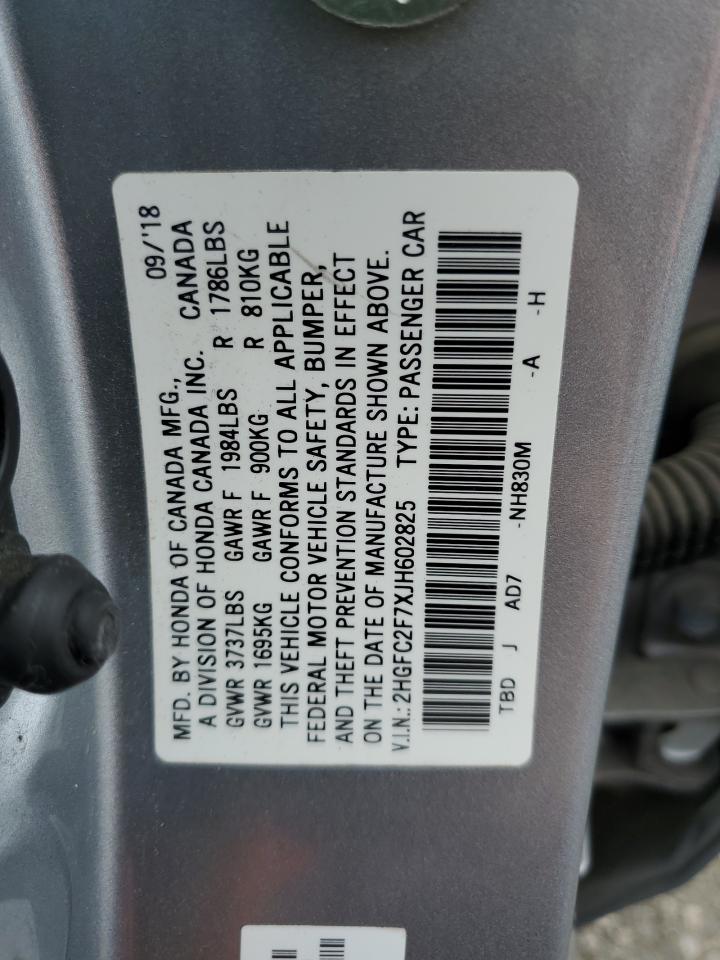 MFD. BY HONDA OF CANADA MFG., 09/'18
A DIVISION OF HONDA CANADA INC. CANADA
GVWR 3737LBS GAWR F 1984LBS R 1786LBS
GVWR 1695KG GAWR F 900KG R 810KG
THIS VEHICLE CONFORMS TO ALL APPLICABLE
FEDERAL MOTOR VEHICLE SAFETY, BUMPER,
AND THEFT PREVENTION STANDARDS IN EFFECT
ON THE DATE OF MANUFACTURE SHOWN ABOVE.
V.I.N.: 2HGFC2F7XJH602825 TYPE: PASSENGER CAR
TBD J AD7 -NH830M -A -H